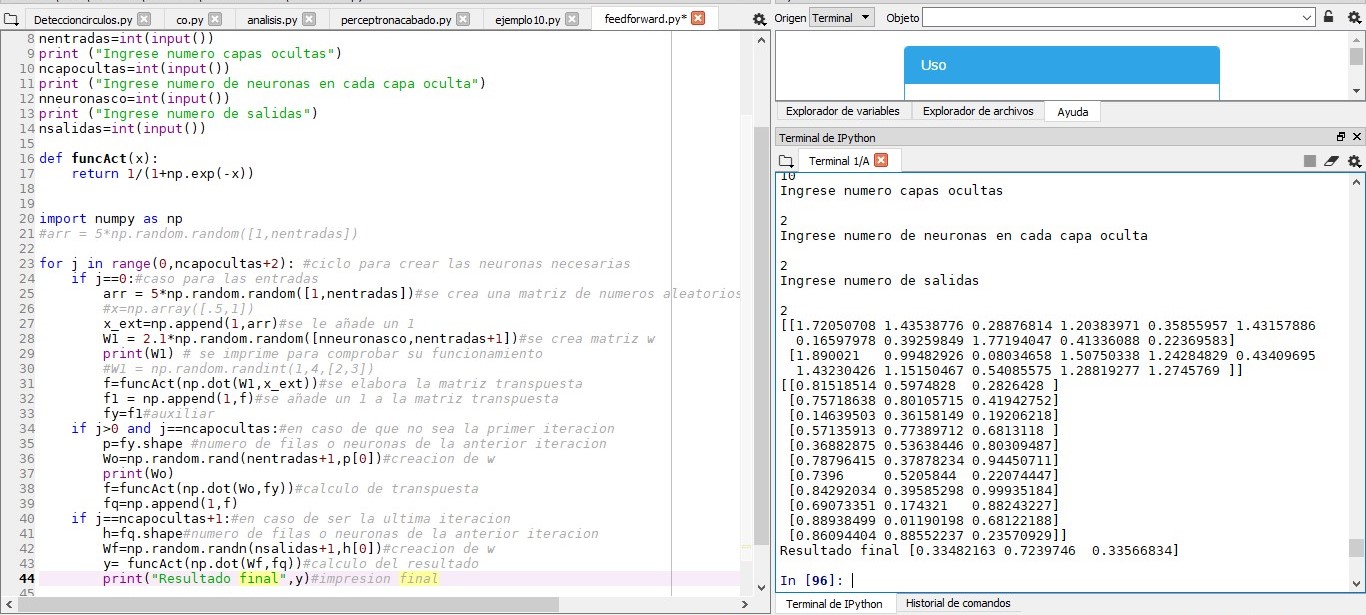 Deteccioncirculos.py co.py analisis.py perceptronacabado.py ejemplo10.py feedforward.py*
8 nentradas=int(input())
9 print ("Ingrese numero capas ocultas")
10 ncapocultas=int(input())
11 print ("Ingrese numero de neuronas en cada capa oculta")
12 nneuronasco=int(input())
13 print ("Ingrese numero de salidas")
14 nsalidas=int(input())
15
16 def funcAct(x):
17     return 1/(1+np.exp(-x))
18
19
20 import numpy as np
21 #arr = 5*np.random.random([1,nentradas])
22
23 for j in range(0,ncapocultas+2): #ciclo para crear las neuronas necesarias
24     if j==0:#caso para las entradas
25         arr = 5*np.random.random([1,nentradas])#se crea una matriz de numeros aleatorios
26         #x=np.array([.5,1])
27         x_ext=np.append(1,arr)#se le añade un 1
28         W1 = 2.1*np.random.random([nneuronasco,nentradas+1])#se crea matriz w
29         print(W1) # se imprime para comprobar su funcionamiento
30         #W1 = np.random.randint(1,4,[2,3])
31         f=funcAct(np.dot(W1,x_ext))#se elabora la matriz transpuesta
32         f1 = np.append(1,f)#se añade un 1 a la matriz transpuesta
33         fy=f1#auxiliar
34     if j>0 and j==ncapocultas:#en caso de que no sea la primer iteracion
35         p=fy.shape #numero de filas o neuronas de la anterior iteracion
36         Wo=np.random.rand(nentradas+1,p[0])#creacion de w
37         print(Wo)
38         f=funcAct(np.dot(Wo,fy))#calculo de transpuesta
39         fq=np.append(1,f)
40     if j==ncapocultas+1:#en caso de ser la ultima iteracion
41         h=fq.shape#numero de filas o neuronas de la anterior iteracion
42         Wf=np.random.randn(nsalidas+1,h[0])#creacion de w
43         y= funcAct(np.dot(Wf,fq))#calculo del resultado
44         print("Resultado final",y)#impresion final
45
Origen Terminal Objeto
Uso
Explorador de variables Explorador de archivos Ayuda
Terminal de IPython
Terminal 1/A
10
Ingrese numero capas ocultas

2
Ingrese numero de neuronas en cada capa oculta

2
Ingrese numero de salidas

2
[[1.72050708 1.43538776 0.28876814 1.20383971 0.35855957 1.43157886
  0.16597978 0.39259849 1.77194047 0.41336088 0.22369583]
 [1.890021   0.99482926 0.08034658 1.50750338 1.24284829 0.43409695
  1.43230426 1.15150467 0.54085575 1.28819277 1.2745769 ]]
[[0.81518514 0.5974828  0.2826428 ]
 [0.75718638 0.80105715 0.41942752]
 [0.14639503 0.36158149 0.19206218]
 [0.57135913 0.77389712 0.6813118 ]
 [0.36882875 0.53638446 0.80309487]
 [0.78796415 0.37878234 0.94450711]
 [0.7396     0.5205844  0.22074447]
 [0.84292034 0.39585298 0.99935184]
 [0.69073351 0.174321   0.88243227]
 [0.88938499 0.01190198 0.68122188]
 [0.86094404 0.88552237 0.23570929]]
Resultado final [0.33482163 0.7239746  0.33566834]

In [96]:
Terminal de IPython Historial de comandos